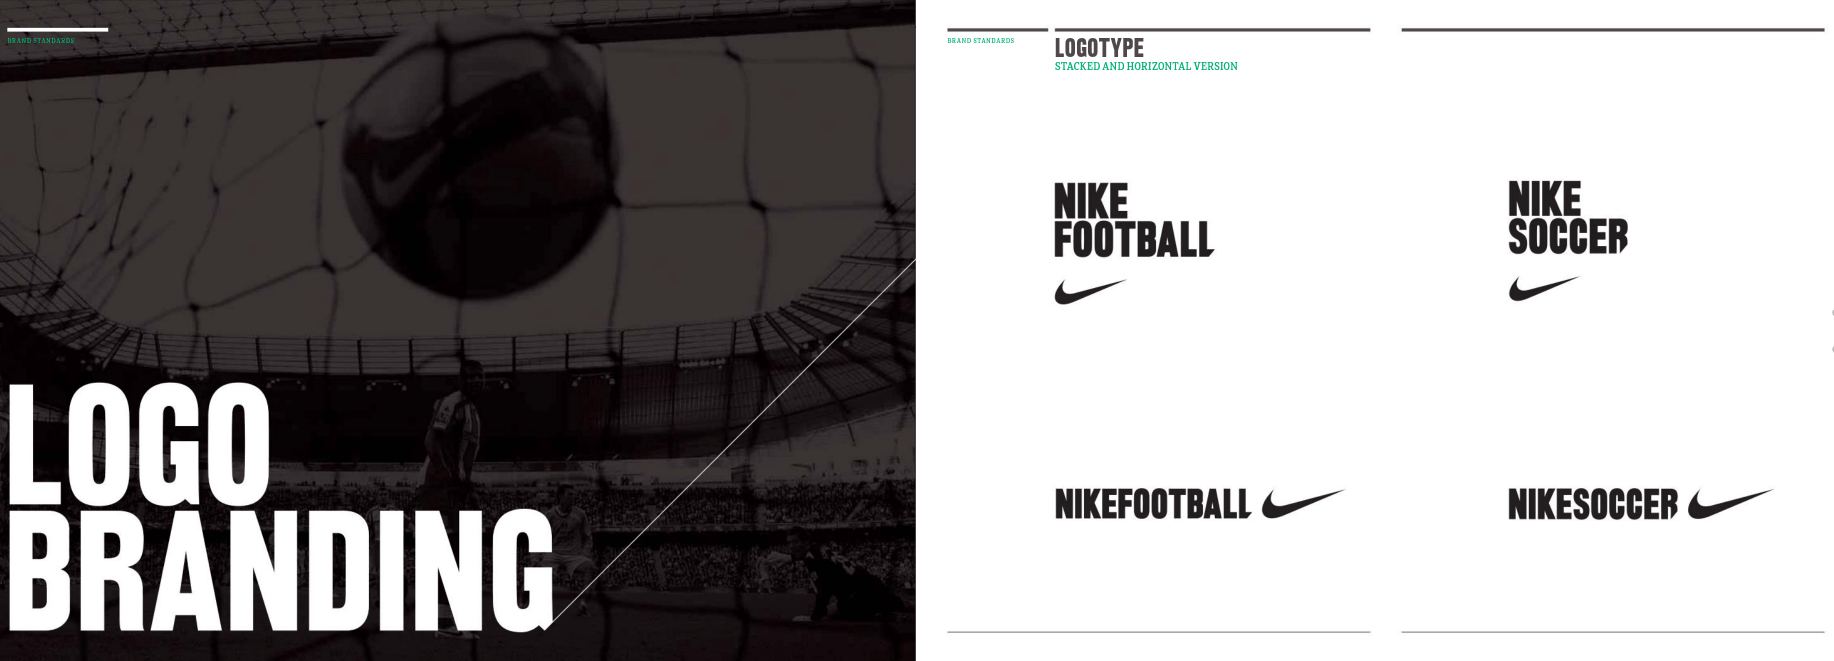 BRAND STANDARDS
LOGO
BRANDING
BRAND STANDARDS
LOGOTYPE
STACKED AND HORIZONTAL VERSION
NIKE
FOOTBALL
NIKE
SOCCER
NIKEFOOTBALL
NIKESOCCER